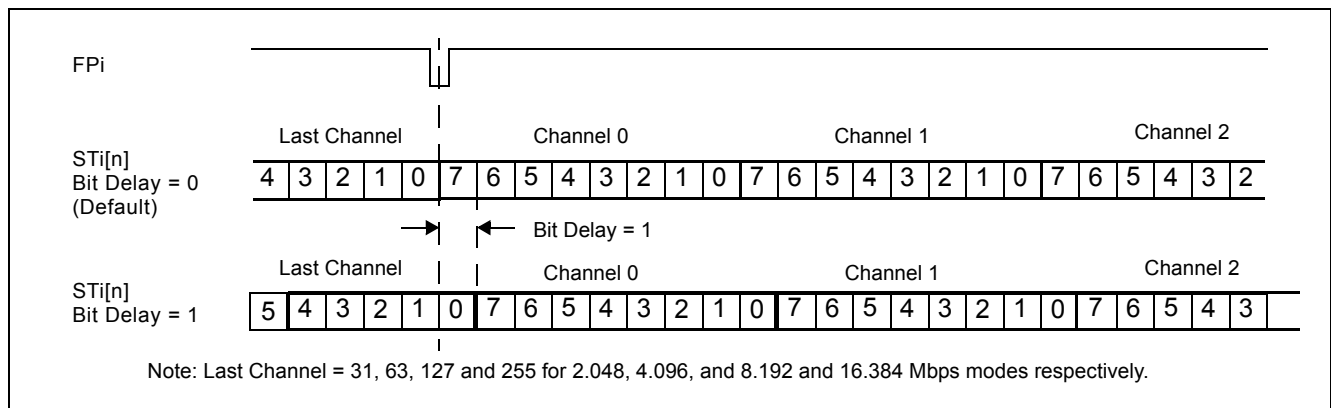 FPi
Last Channel Channel 0 Channel 1 Channel 2
STi[n]
Bit Delay = 0
(Default)
4 3 2 1 0 7 6 5 4 3 2 1 0 7 6 5 4 3 2 1 0 7 6 5 4 3 2
Bit Delay = 1
Last Channel Channel 0 Channel 1 Channel 2
STi[n]
Bit Delay = 1
5 4 3 2 1 0 7 6 5 4 3 2 1 0 7 6 5 4 3 2 1 0 7 6 5 4 3
Note: Last Channel = 31, 63, 127 and 255 for 2.048, 4.096, and 8.192 and 16.384 Mbps modes respectively.